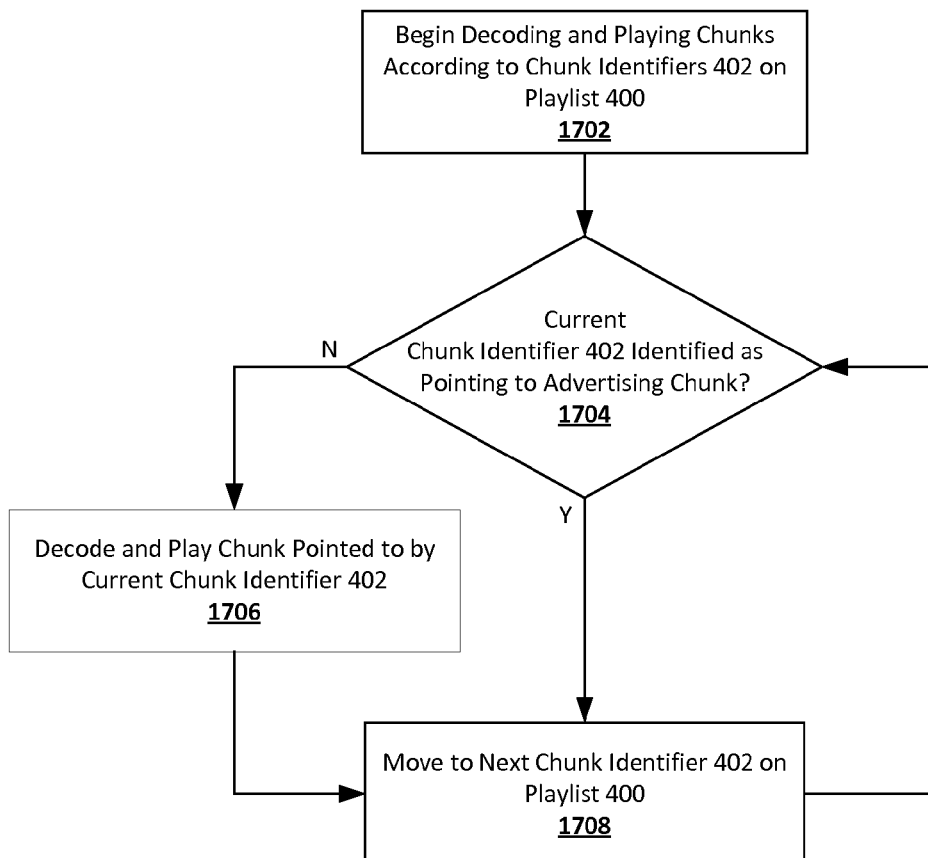 Begin Decoding and Playing Chunks
According to Chunk Identifiers 402 on
Playlist 400
1702
Current
Chunk Identifier 402 Identified as
Pointing to Advertising Chunk?
1704
N
Y
Decode and Play Chunk Pointed to by
Current Chunk Identifier 402
1706
Move to Next Chunk Identifier 402 on
Playlist 400
1708